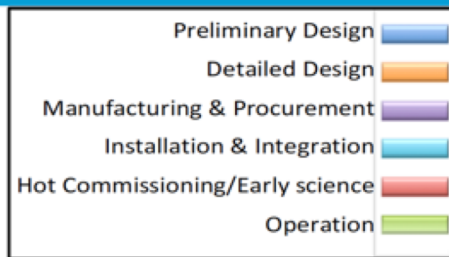 Preliminary Design
Detailed Design
Manufacturing & Procurement
Installation & Integration
Hot Commissioning/Early science
Operation